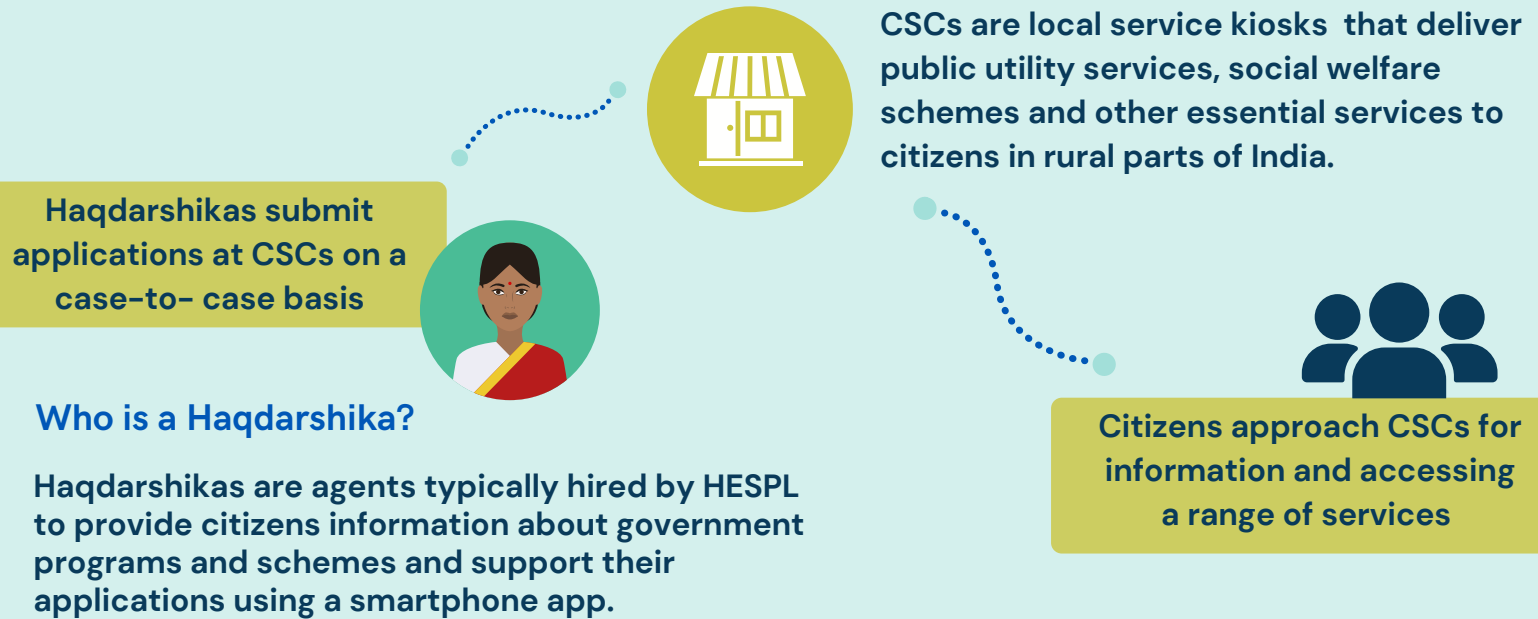 CSCs are local service kiosks  that deliver
public utility services, social welfare
schemes and other essential services to
citizens in rural parts of India.
Haqdarshikas submit
applications at CSCs on a
case-to- case basis
Who is a Haqdarshika?
Haqdarshikas are agents typically hired by HESPL
to provide citizens information about government
programs and schemes and support their
applications using a smartphone app.
Citizens approach CSCs for
information and accessing
a range of services